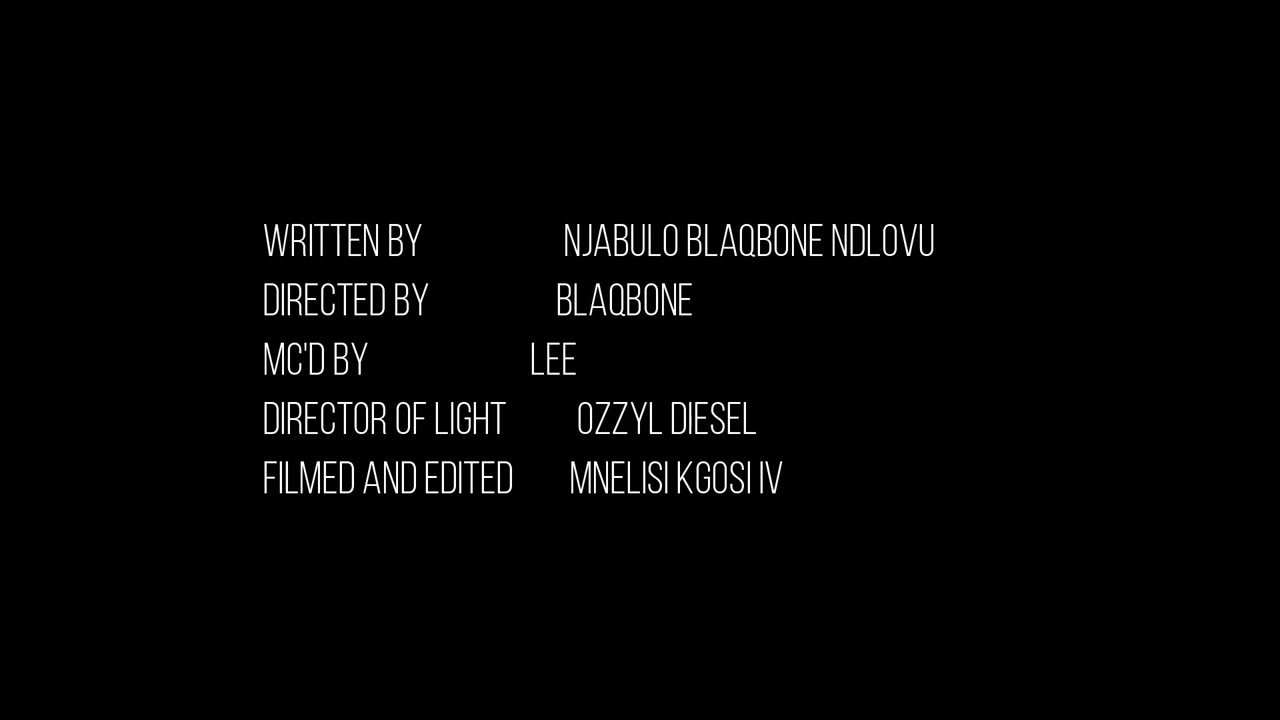 WRITTEN BY NJABULO BLAQBONE NDLOVU
DIRECTED BY BLAQBONE
MC'D BY LEE
DIRECTOR OF LIGHT OZZYL DIESEL
FILMED AND EDITED MNELISI KGOSI IV